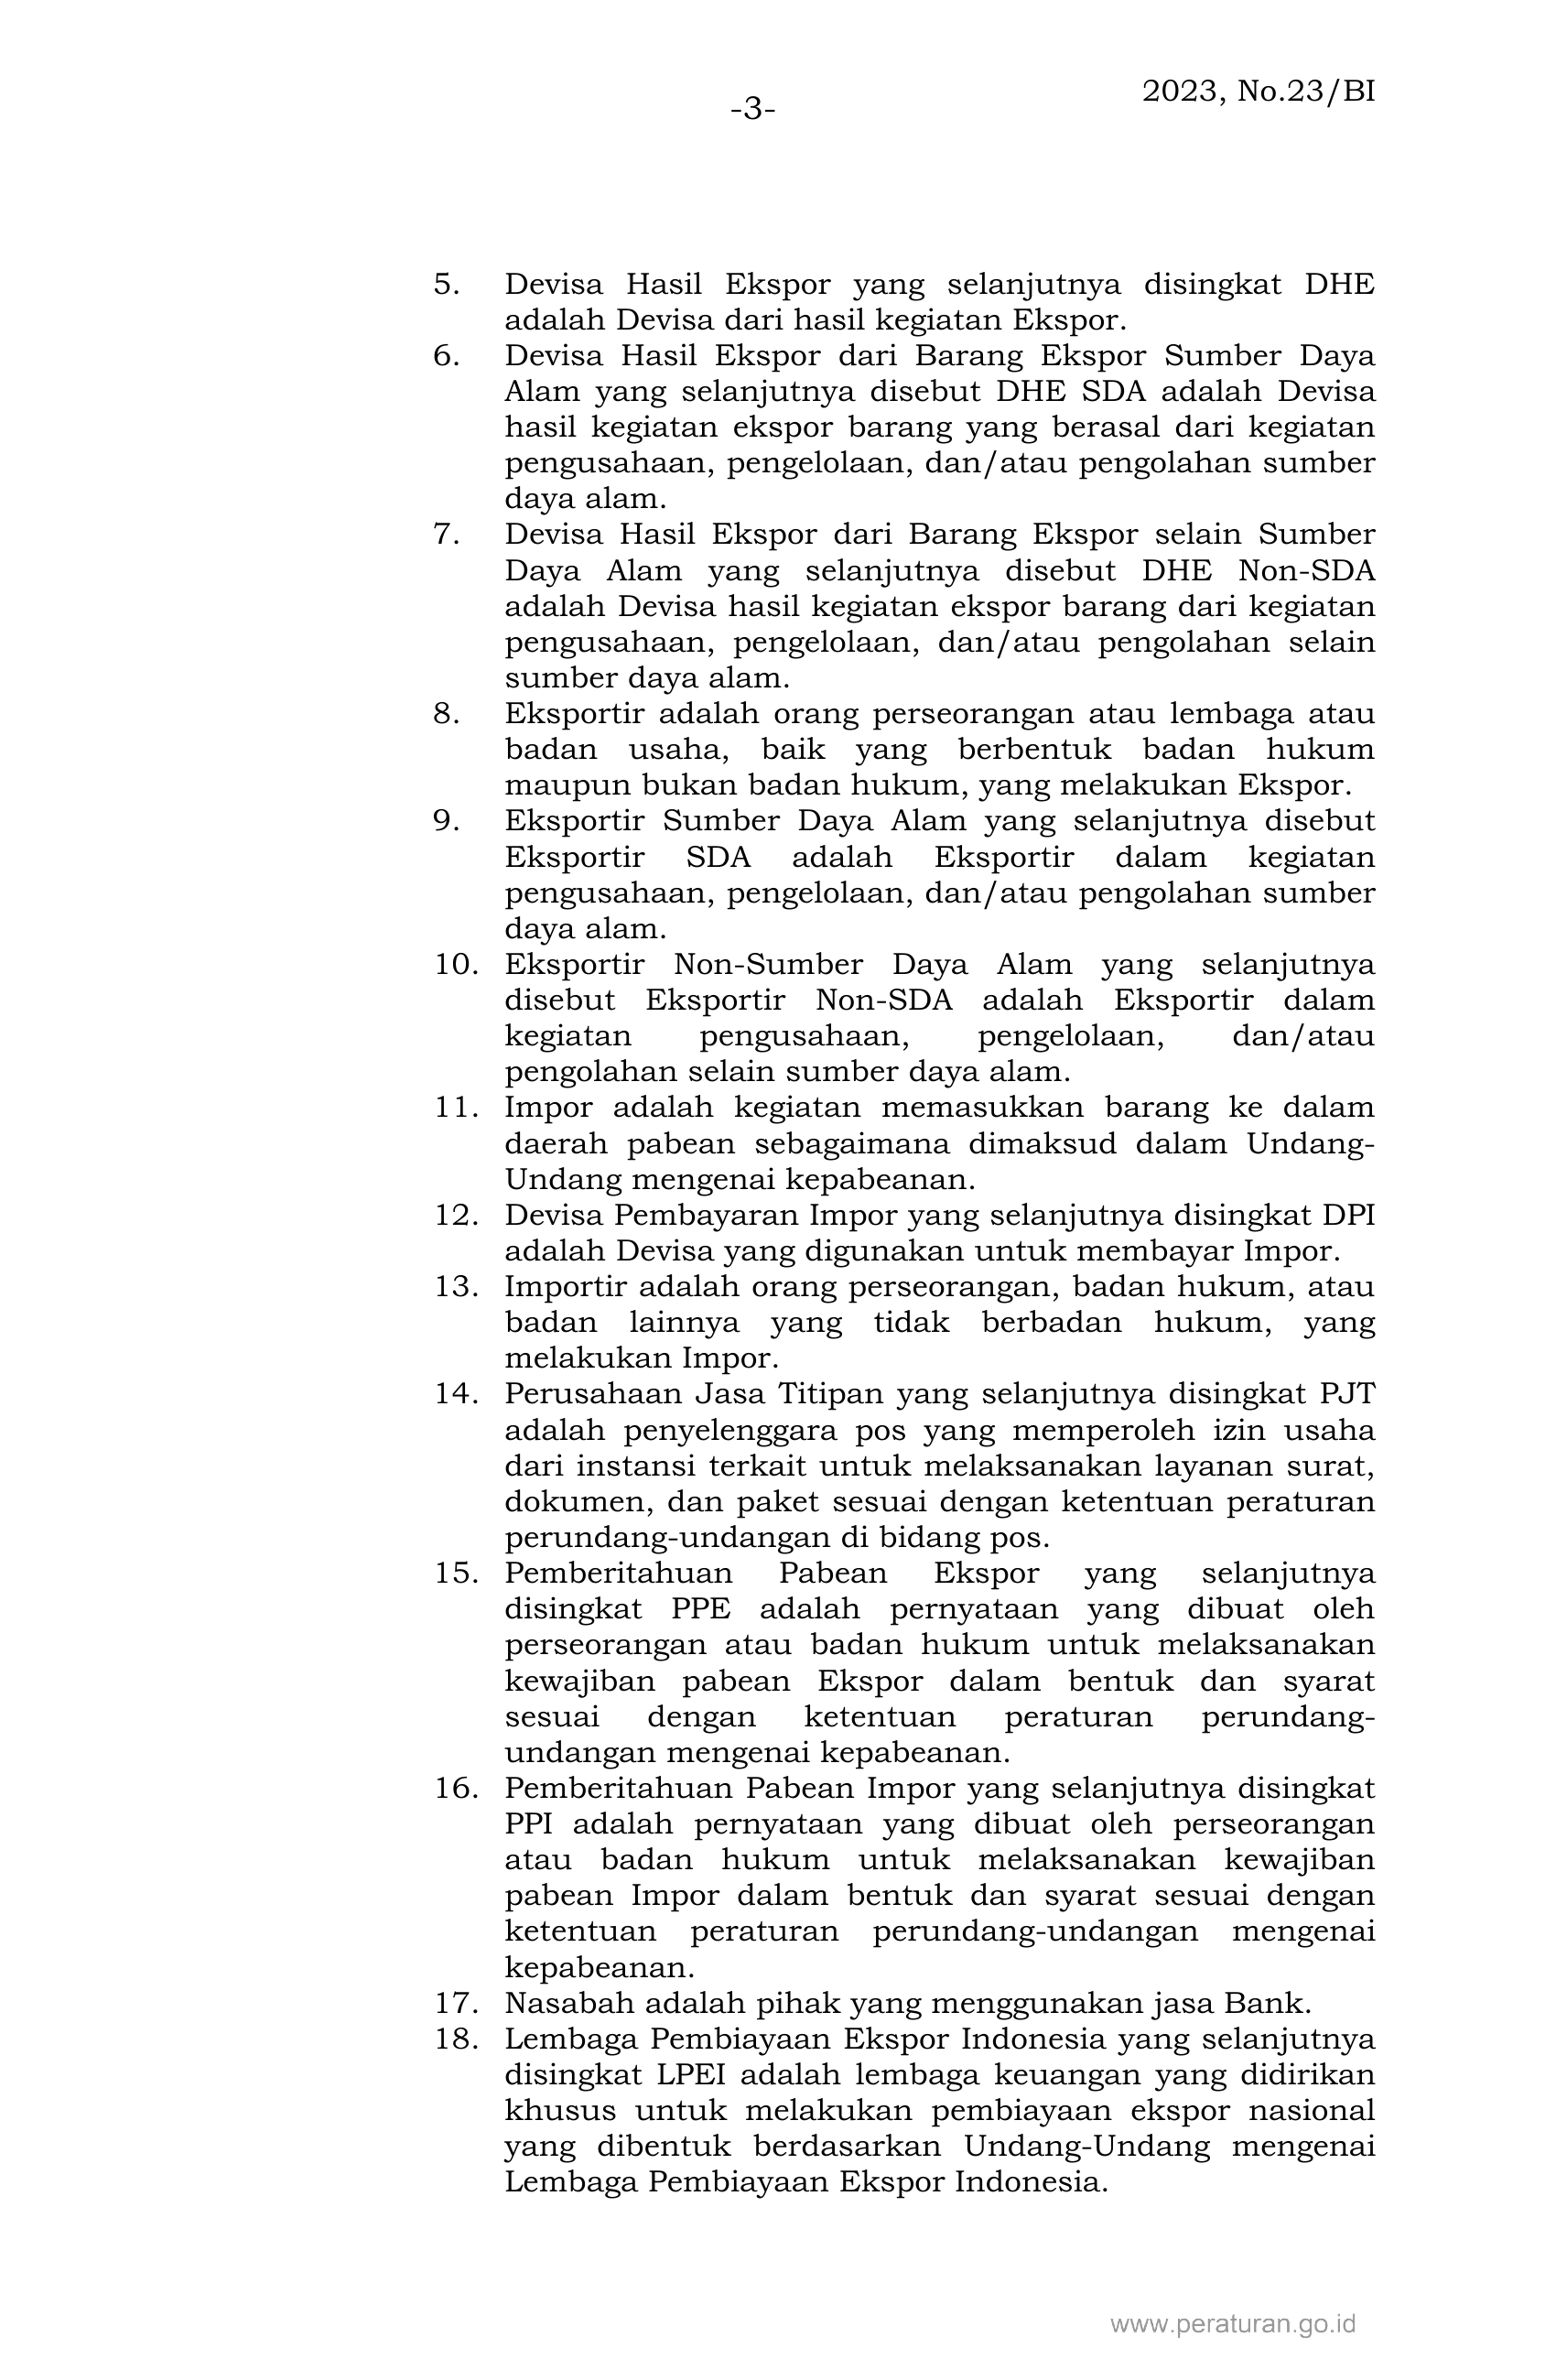 2023, No.23/BI
-3-
5. Devisa Hasil Ekspor yang selanjutnya disingkat DHE
adalah Devisa dari hasil kegiatan Ekspor.
6. Devisa Hasil Ekspor dari Barang Ekspor Sumber Daya
Alam yang selanjutnya disebut DHE SDA adalah Devisa
hasil kegiatan ekspor barang yang berasal dari kegiatan
pengusahaan, pengelolaan, dan/atau pengolahan sumber
daya alam.
7. Devisa Hasil Ekspor dari Barang Ekspor selain Sumber
Daya Alam yang selanjutnya disebut DHE Non-SDA
adalah Devisa hasil kegiatan ekspor barang dari kegiatan
pengusahaan, pengelolaan, dan/atau pengolahan selain
sumber daya alam.
8. Eksportir adalah orang perseorangan atau lembaga atau
badan usaha, baik yang berbentuk badan hukum
maupun bukan badan hukum, yang melakukan Ekspor.
9. Eksportir Sumber Daya Alam yang selanjutnya disebut
Eksportir SDA adalah Eksportir dalam kegiatan
pengusahaan, pengelolaan, dan/atau pengolahan sumber
daya alam.
10. Eksportir Non-Sumber Daya Alam yang selanjutnya
disebut Eksportir Non-SDA adalah Eksportir dalam
kegiatan pengusahaan, pengelolaan, dan/atau
pengolahan selain sumber daya alam.
11. Impor adalah kegiatan memasukkan barang ke dalam
daerah pabean sebagaimana dimaksud dalam Undang-
Undang mengenai kepabeanan.
12. Devisa Pembayaran Impor yang selanjutnya disingkat DPI
adalah Devisa yang digunakan untuk membayar Impor.
13. Importir adalah orang perseorangan, badan hukum, atau
badan lainnya yang tidak berbadan hukum, yang
melakukan Impor.
14. Perusahaan Jasa Titipan yang selanjutnya disingkat PJT
adalah penyelenggara pos yang memperoleh izin usaha
dari instansi terkait untuk melaksanakan layanan surat,
dokumen, dan paket sesuai dengan ketentuan peraturan
perundang-undangan di bidang pos.
15. Pemberitahuan Pabean Ekspor yang selanjutnya
disingkat PPE adalah pernyataan yang dibuat oleh
perseorangan atau badan hukum untuk melaksanakan
kewajiban pabean Ekspor dalam bentuk dan syarat
sesuai dengan ketentuan peraturan perundang-
undangan mengenai kepabeanan.
16. Pemberitahuan Pabean Impor yang selanjutnya disingkat
PPI adalah pernyataan yang dibuat oleh perseorangan
atau badan hukum untuk melaksanakan kewajiban
pabean Impor dalam bentuk dan syarat sesuai dengan
ketentuan peraturan perundang-undangan mengenai
kepabeanan.
17. Nasabah adalah pihak yang menggunakan jasa Bank.
18. Lembaga Pembiayaan Ekspor Indonesia yang selanjutnya
disingkat LPEI adalah lembaga keuangan yang didirikan
khusus untuk melakukan pembiayaan ekspor nasional
yang dibentuk berdasarkan Undang-Undang mengenai
Lembaga Pembiayaan Ekspor Indonesia.
www.peraturan.go.id